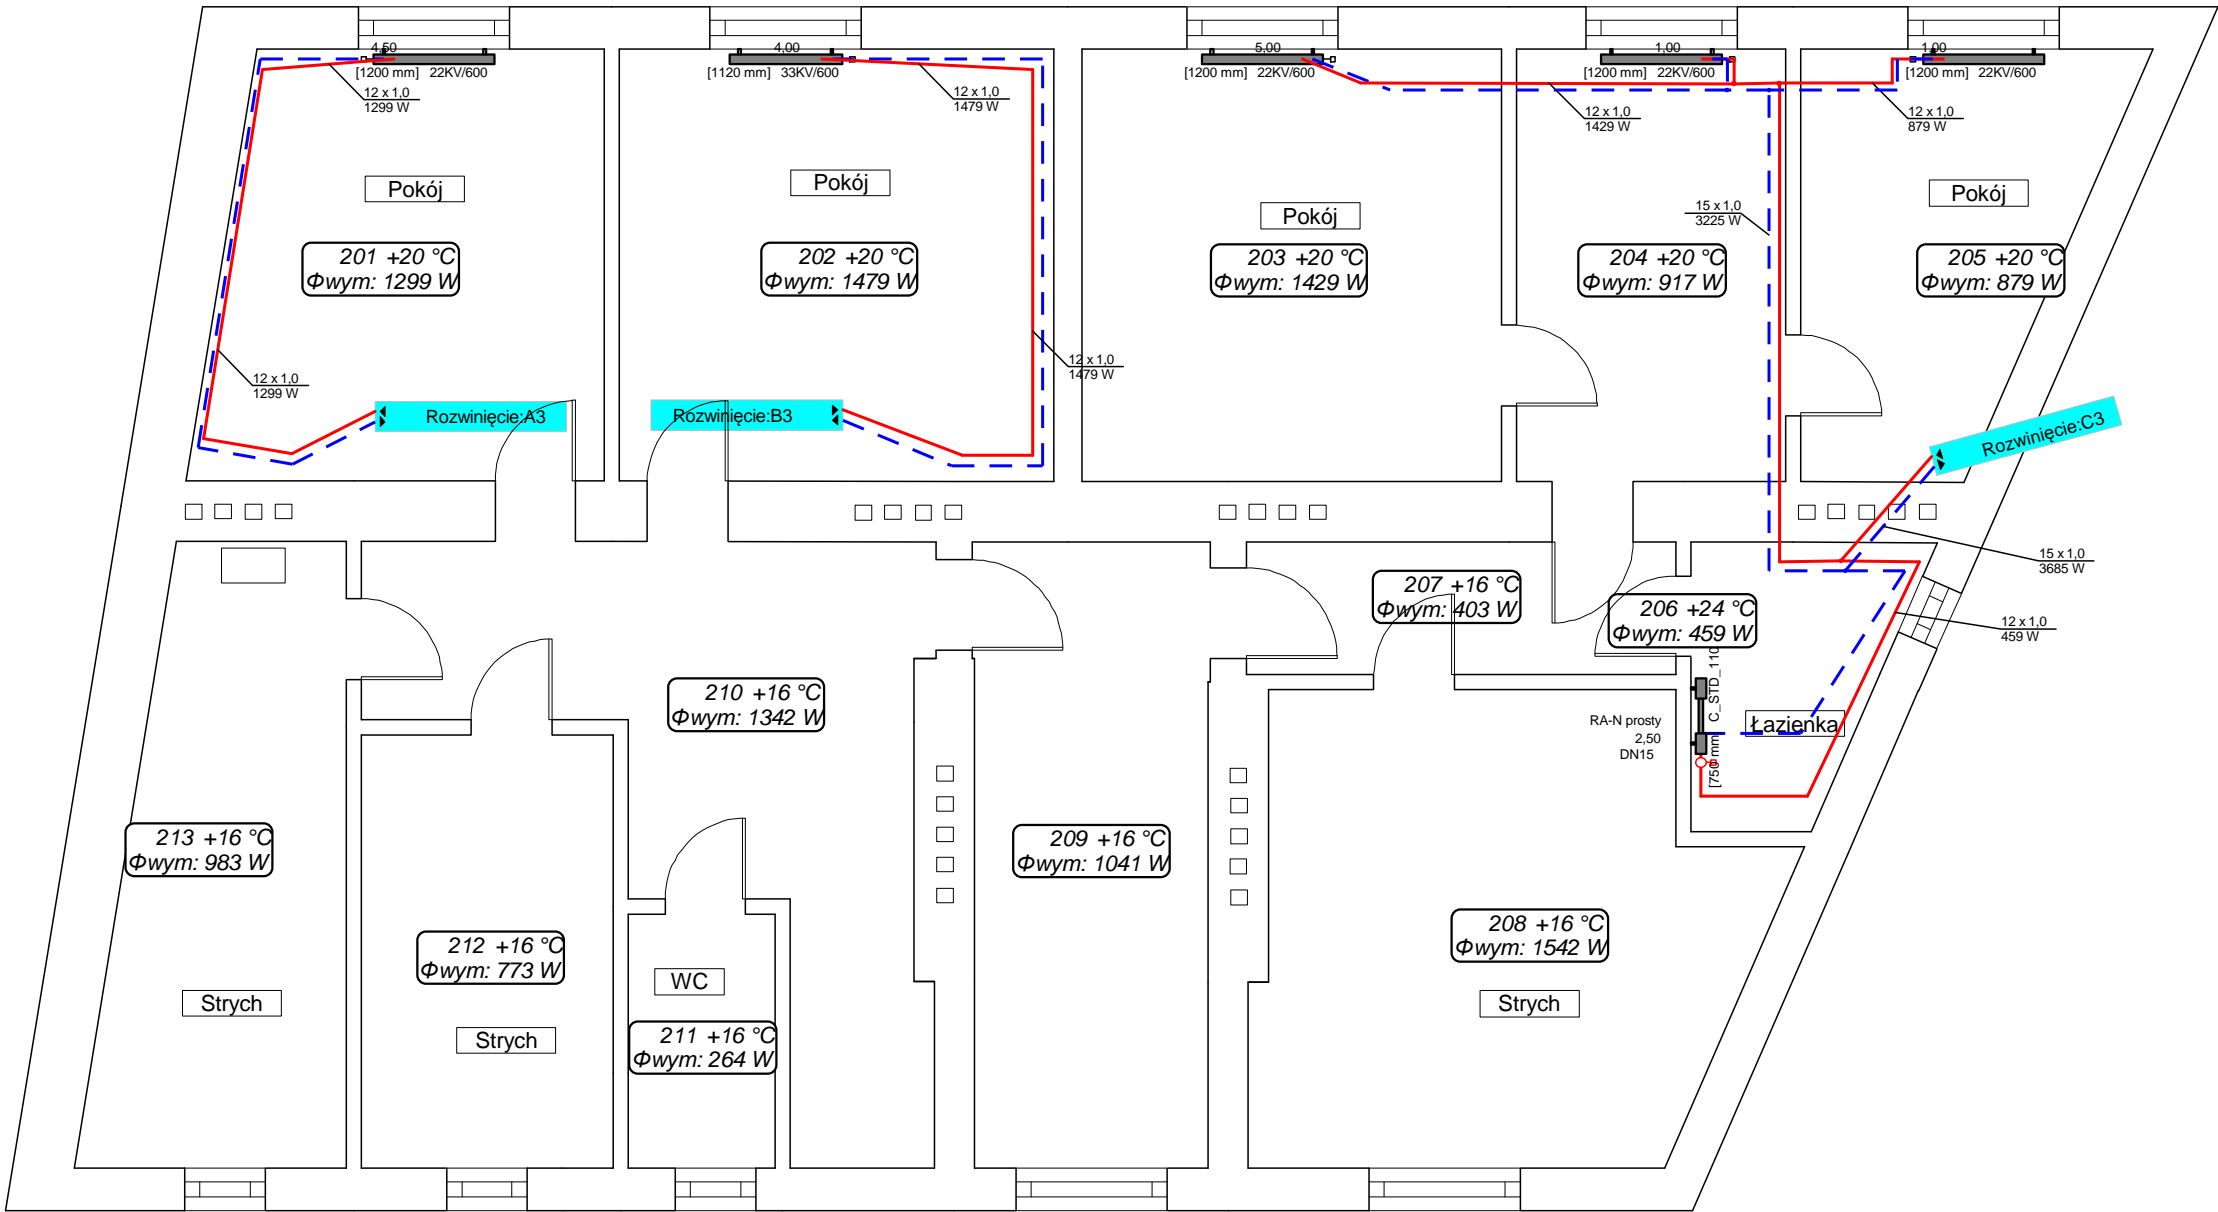 4,50
[1200 mm] 22KV/600
12 x 1,0
1299 W
4,00
[1120 mm] 33KV/600
12 x 1,0
1479 W
5,00
[1200 mm] 22KV/600
1,00
[1200 mm] 22KV/600
12 x 1,0
1429 W
1,00
[1200 mm] 22KV/600
12 x 1,0
879 W
Pokój
Pokój
Pokój
Pokój
15 x 1,0
3225 W
201 +20 °C
Φwym: 1299 W
202 +20 °C
Φwym: 1479 W
203 +20 °C
Φwym: 1429 W
204 +20 °C
Φwym: 917 W
205 +20 °C
Φwym: 879 W
12 x 1,0
1299 W
12 x 1,0
1479 W
Rozwinięcie:A3
Rozwinięcie:B3
Rozwinięcie:C3
15 x 1,0
3685 W
207 +16 °C
Φwym: 403 W
206 +24 °C
Φwym: 459 W
12 x 1,0
459 W
210 +16 °C
Φwym: 1342 W
RA-N prosty
2,50
DN15
[750 mm] C_STD_110
Łazienka
213 +16 °C
Φwym: 983 W
209 +16 °C
Φwym: 1041 W
212 +16 °C
Φwym: 773 W
208 +16 °C
Φwym: 1542 W
WC
Strych
Strych
Strych
211 +16 °C
Φwym: 264 W